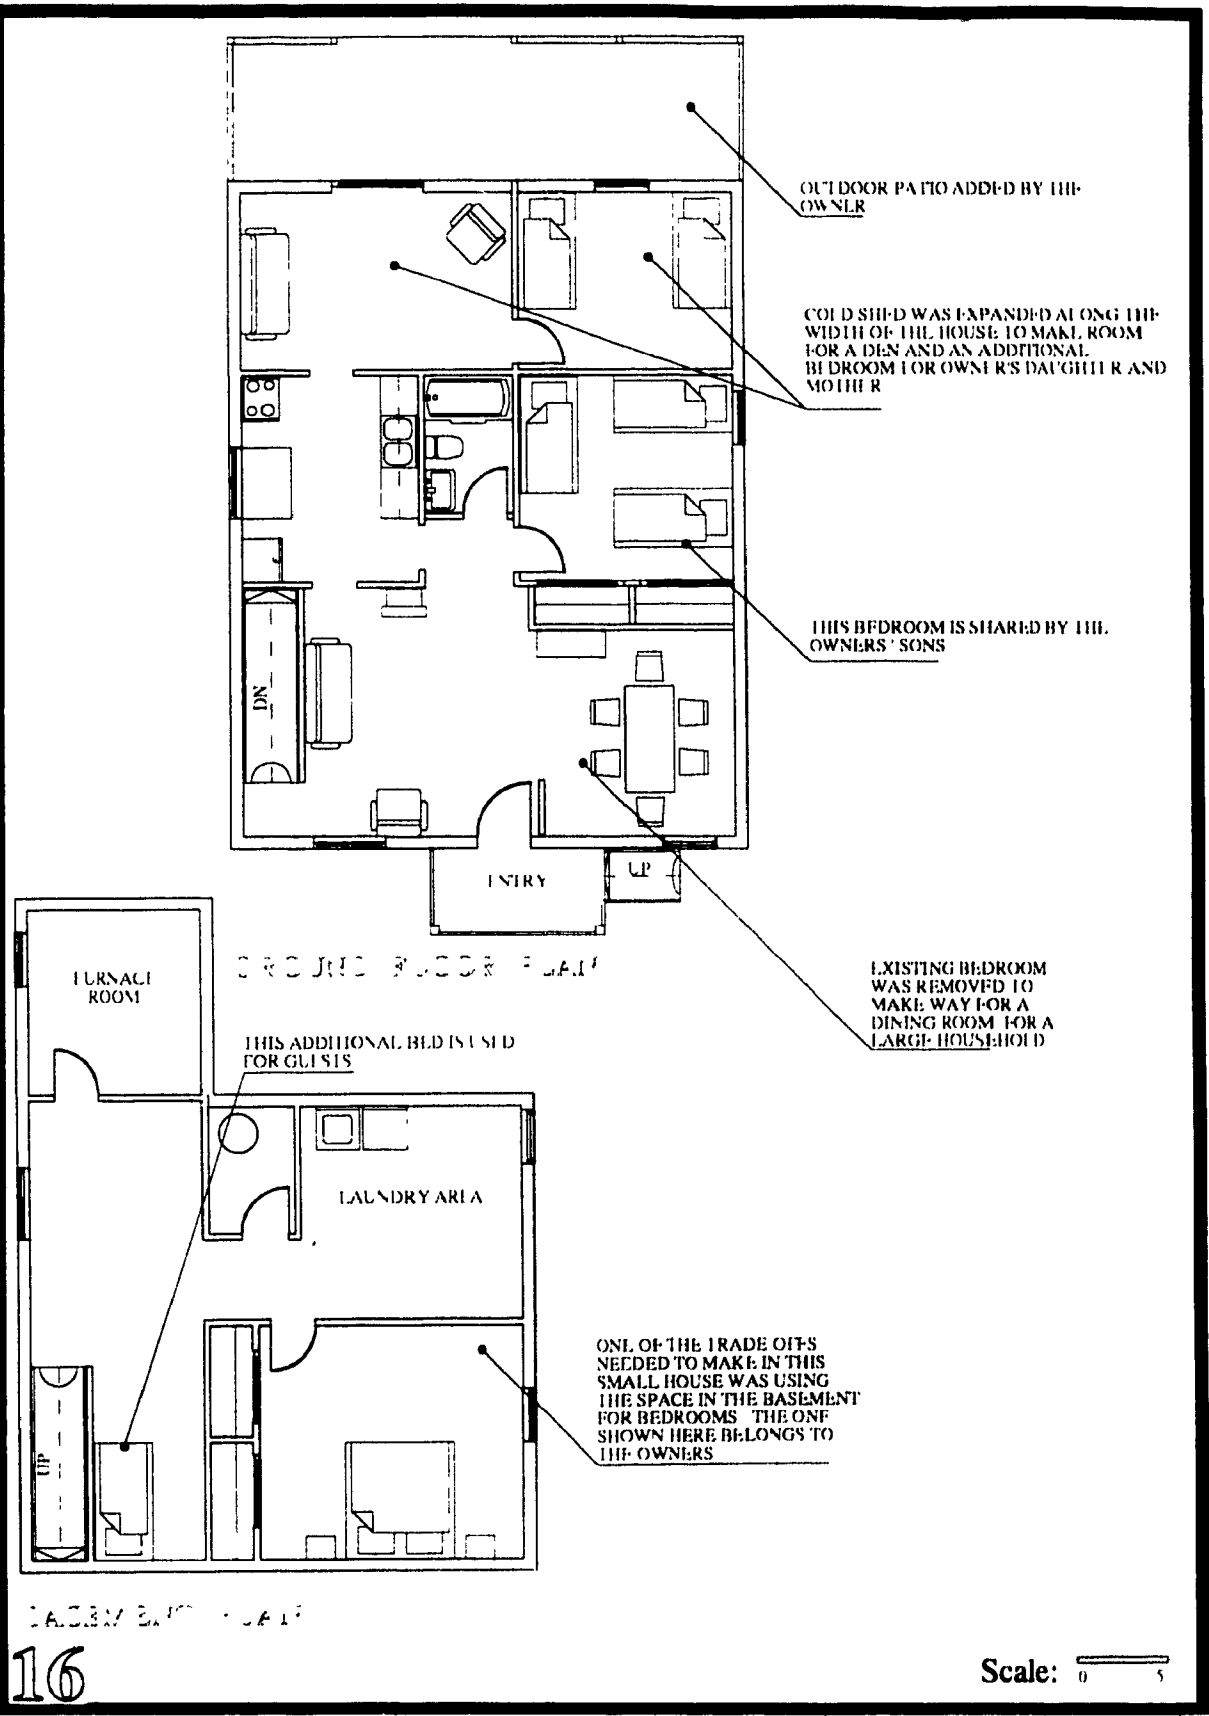 OUTDOOR PATIO ADDED BY THE
OWNER
COLD SHED WAS EXPANDED ALONG THE
WIDTH OF THE HOUSE TO MAKE ROOM
FOR A DEN AND AN ADDITIONAL
BEDROOM FOR OWNER'S DAUGHTER AND
MOTHER
THIS BEDROOM IS SHARED BY THE
OWNERS' SONS
DN
ENTRY
UP
GROUND FLOOR PLAN
EXISTING BEDROOM
WAS REMOVED TO
MAKE WAY FOR A
DINING ROOM FOR A
LARGE HOUSEHOLD
FURNACE
ROOM
THIS ADDITIONAL BED IS USED
FOR GUESTS
LAUNDRY AREA
ONE OF THE TRADE OFFS
NEEDED TO MAKE IN THIS
SMALL HOUSE WAS USING
THE SPACE IN THE BASEMENT
FOR BEDROOMS THE ONE
SHOWN HERE BELONGS TO
THE OWNERS
UP
BASEMENT PLAN
16
Scale: 0 5